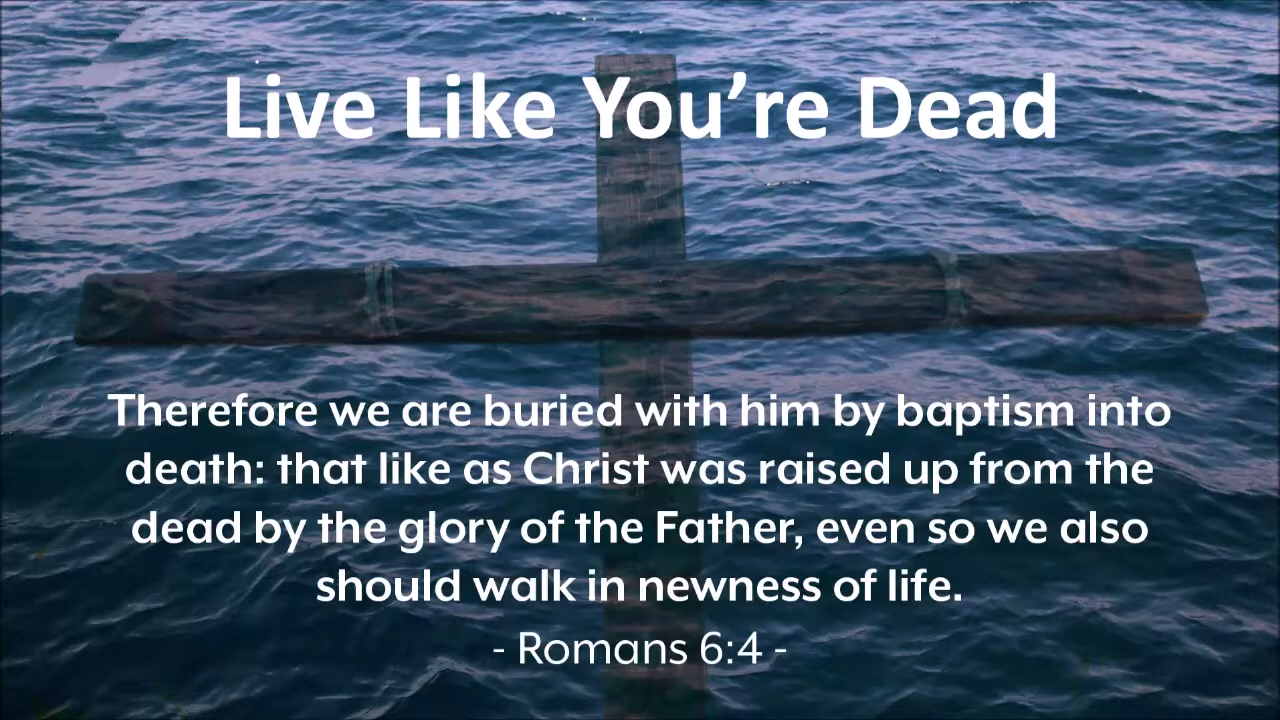 Live Like You’re Dead
Therefore we are buried with him by baptism into
death: that like as Christ was raised up from the
dead by the glory of the Father, even so we also
should walk in newness of life.
- Romans 6:4 -